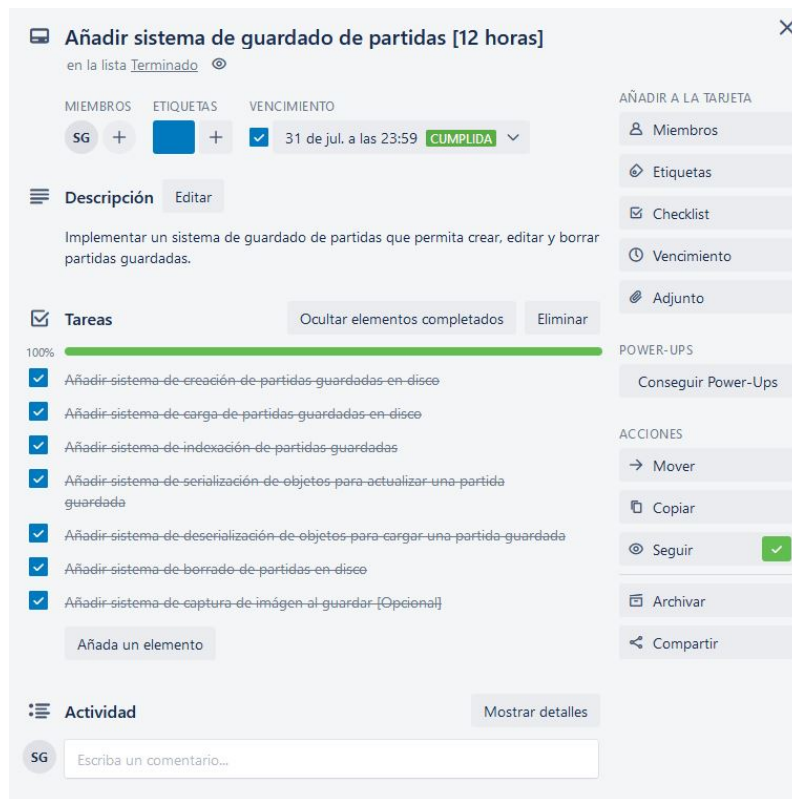 Añadir sistema de guardado de partidas [12 horas]
en la lista Terminado
MIEMBROS ETIQUETAS VENCIMIENTO
SG + + 31 de jul. a las 23:59 CUMPLIDA
Descripción Editar
Implementar un sistema de guardado de partidas que permita crear, editar y borrar
partidas guardadas.
Tareas Ocultar elementos completados Eliminar
100%
Añadir sistema de creación de partidas guardadas en disco
Añadir sistema de carga de partidas guardadas en disco
Añadir sistema de indexación de partidas guardadas
Añadir sistema de serialización de objetos para actualizar una partida
guardada
Añadir sistema de deserialización de objetos para cargar una partida guardada
Añadir sistema de borrado de partidas en disco
Añadir sistema de captura de imágen al guardar [Opcional]
Añada un elemento
Actividad Mostrar detalles
SG Escriba un comentario...
AÑADIR A LA TARJETA
Miembros
Etiquetas
Checklist
Vencimiento
Adjunto
POWER-UPS
Conseguir Power-Ups
ACCIONES
Mover
Copiar
Seguir
Archivar
Compartir